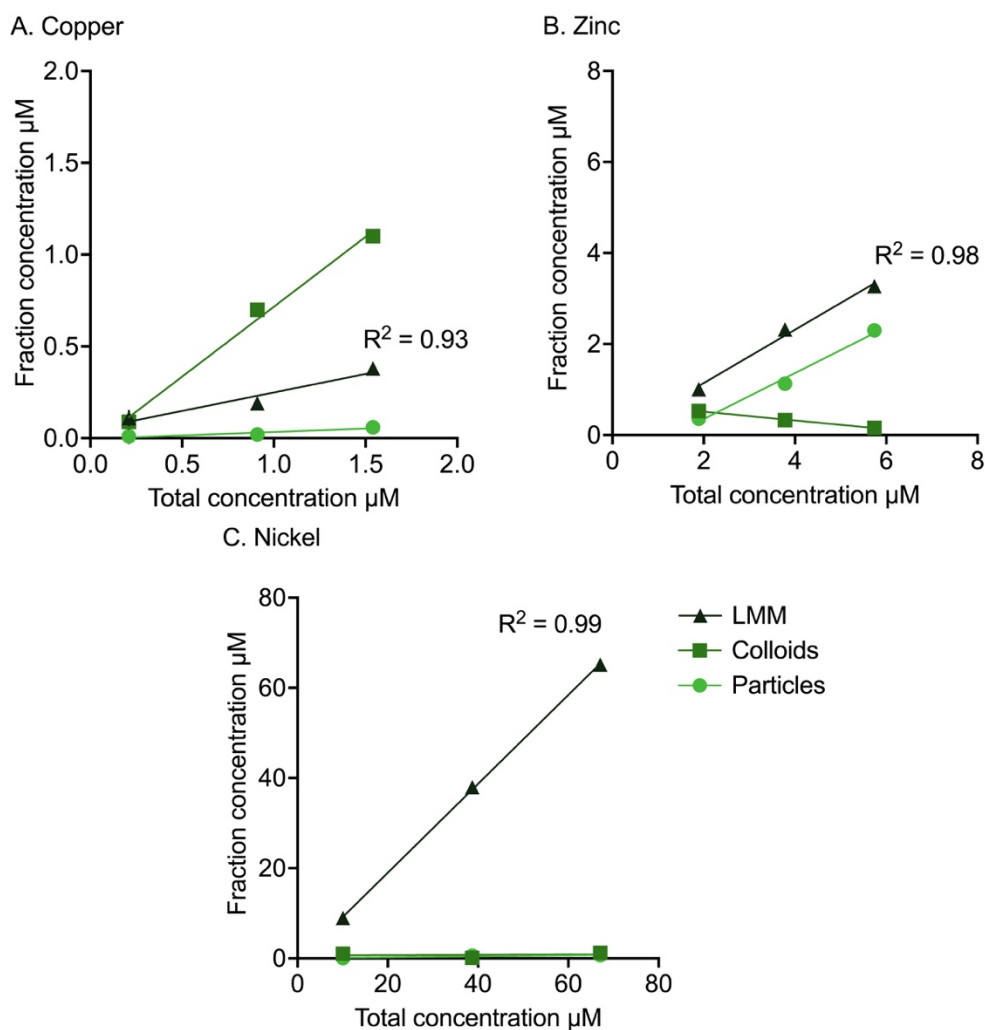 A. Copper
Fraction concentration µM
2.0
1.5
1.0
0.5
0.0
R² = 0.93
0.0 0.5 1.0 1.5 2.0
Total concentration µM
B. Zinc
Fraction concentration µM
8
6
4
2
0
R² = 0.98
0 2 4 6 8
Total concentration µM
C. Nickel
Fraction concentration µM
80
60
40
20
0
R² = 0.99
0 20 40 60 80
Total concentration µM
LMM
Colloids
Particles